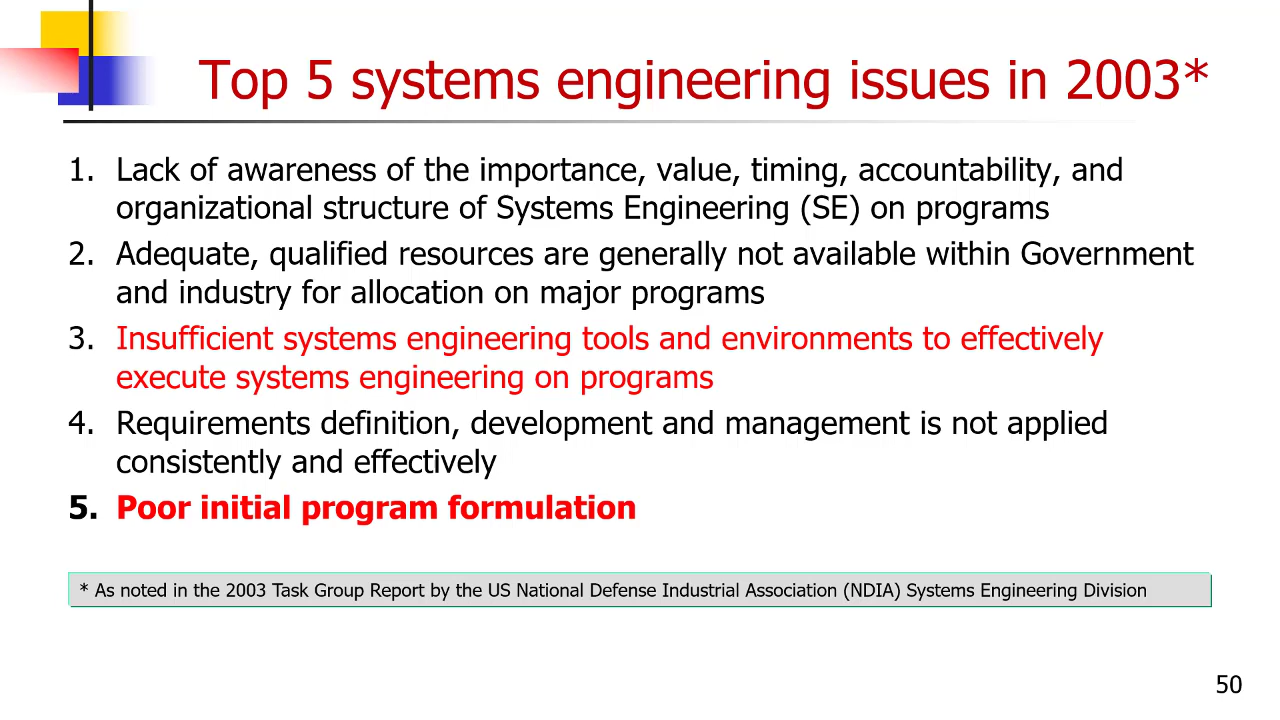 Top 5 systems engineering issues in 2003*
1. Lack of awareness of the importance, value, timing, accountability, and
organizational structure of Systems Engineering (SE) on programs
2. Adequate, qualified resources are generally not available within Government
and industry for allocation on major programs
3. Insufficient systems engineering tools and environments to effectively
execute systems engineering on programs
4. Requirements definition, development and management is not applied
consistently and effectively
5. Poor initial program formulation
* As noted in the 2003 Task Group Report by the US National Defense Industrial Association (NDIA) Systems Engineering Division
50